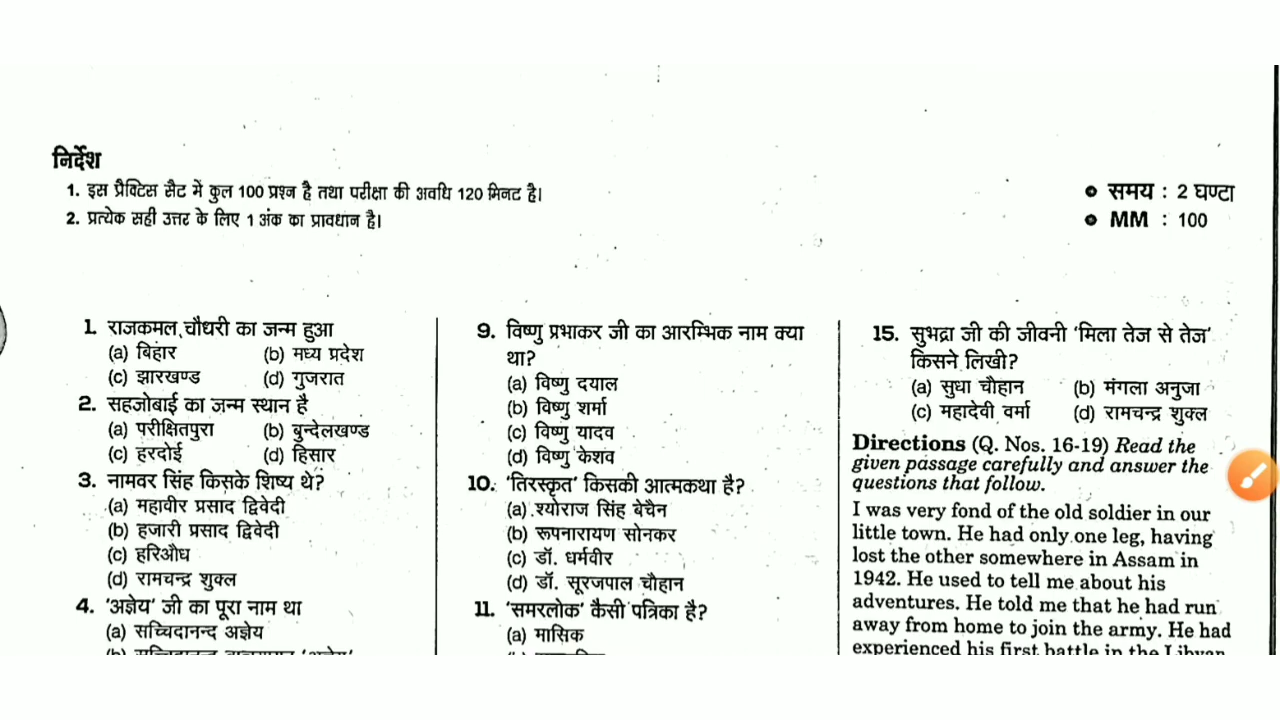 निर्देश
1. इस प्रैक्टिस सैट में कुल 100 प्रश्न है तथा परीक्षा की अवधि 120 मिनट है।
2. प्रत्येक सही उत्तर के लिए 1 अंक का प्रावधान है।
समय : 2 घण्टा
MM : 100
1. राजकमल चौधरी का जन्म हुआ
(a) बिहार (b) मध्य प्रदेश
(c) झारखण्ड (d) गुजरात
2. सहजोबाई का जन्म स्थान है
(a) परीक्षितपुरा (b) बुन्देलखण्ड
(c) हरदोई (d) हिसार
3. नामवर सिंह किसके शिष्य थे?
(a) महावीर प्रसाद द्विवेदी
(b) हजारी प्रसाद द्विवेदी
(c) हरिऔध
(d) रामचन्द्र शुक्ल
4. 'अज्ञेय' जी का पूरा नाम था
(a) सच्चिदानन्द अज्ञेय
9. विष्णु प्रभाकर जी का आरम्भिक नाम क्या
था?
(a) विष्णु दयाल
(b) विष्णु शर्मा
(c) विष्णु यादव
(d) विष्णु केशव
10. 'तिरस्कृत' किसकी आत्मकथा है?
(a) श्योराज सिंह बेचैन
(b) रूपनारायण सोनकर
(c) डॉ. धर्मवीर
(d) डॉ. सूरजपाल चौहान
11. 'समरलोक' कैसी पत्रिका है?
(a) मासिक
15. सुभद्रा जी की जीवनी 'मिला तेज से तेज'
किसने लिखी?
(a) सुधा चौहान (b) मंगला अनुजा
(c) महादेवी वर्मा (d) रामचन्द्र शुक्ल
Directions (Q. Nos. 16-19) Read the
given passage carefully and answer the
questions that follow.
I was very fond of the old soldier in our
little town. He had only one leg, having
lost the other somewhere in Assam in
1942. He used to tell me about his
adventures. He told me that he had run
away from home to join the army. He had
experienced his first battle in the Libyan